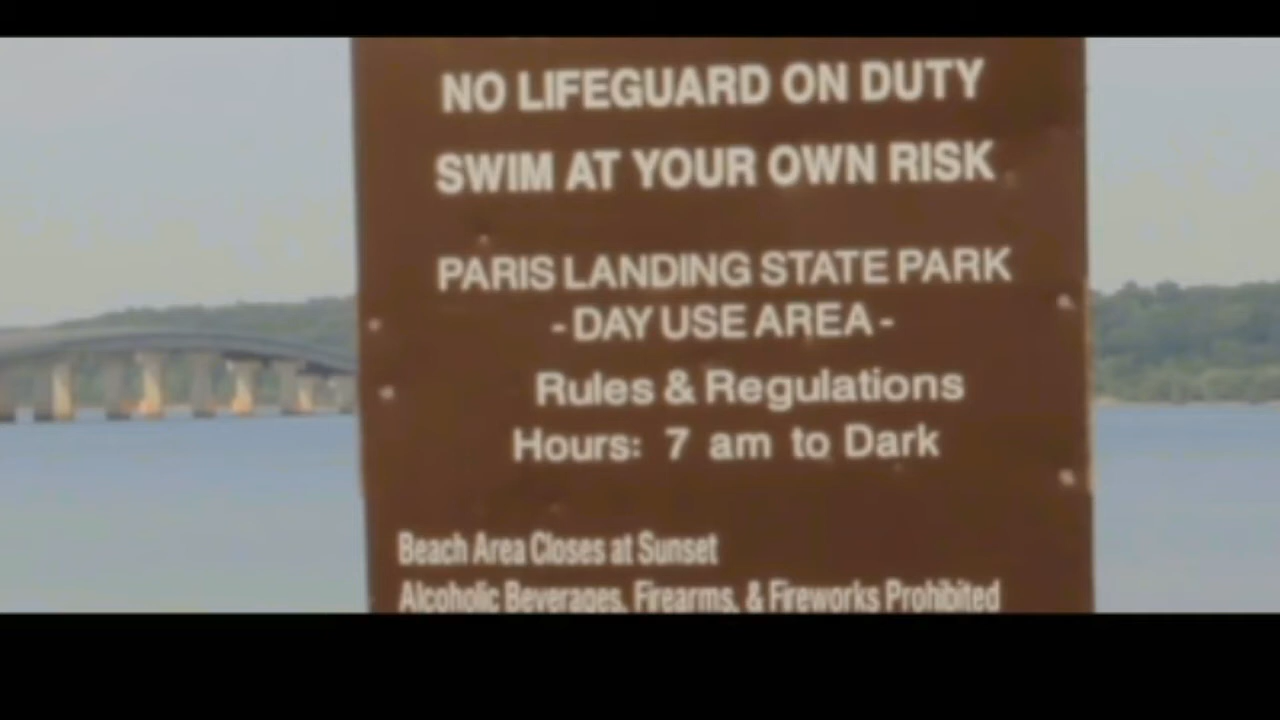 NO LIFEGUARD ON DUTY
SWIM AT YOUR OWN RISK
PARIS LANDING STATE PARK
- DAY USE AREA -
Rules & Regulations
Hours: 7 am to Dark
Beach Area Closes at Sunset
Alcoholic Beverages, Firearms, & Fireworks Prohibited